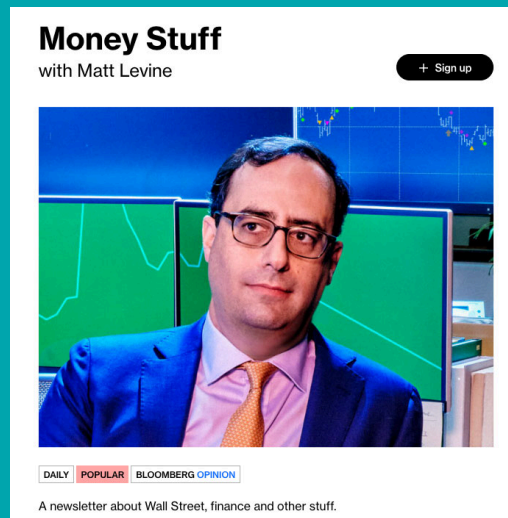 Money Stuff
with Matt Levine
+ Sign up
DAILY POPULAR BLOOMBERG OPINION
A newsletter about Wall Street, finance and other stuff.